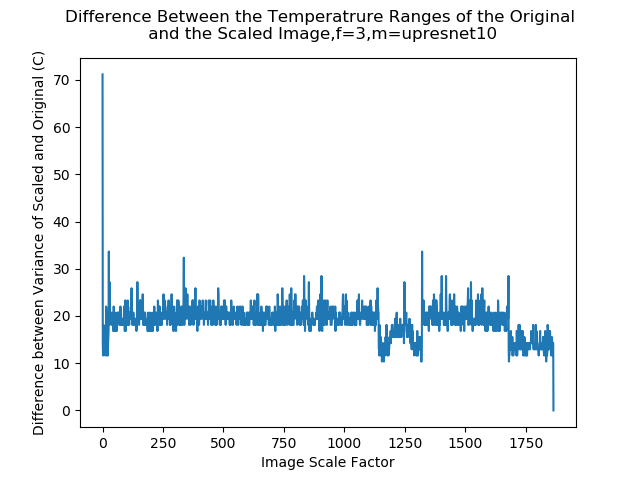 Difference Between the Temperatrure Ranges of the Original
and the Scaled Image,f=3,m=upresnet10
Difference between Variance of Scaled and Original (C)
70
60
50
40
30
20
10
0
0 250 500 750 1000 1250 1500 1750
Image Scale Factor